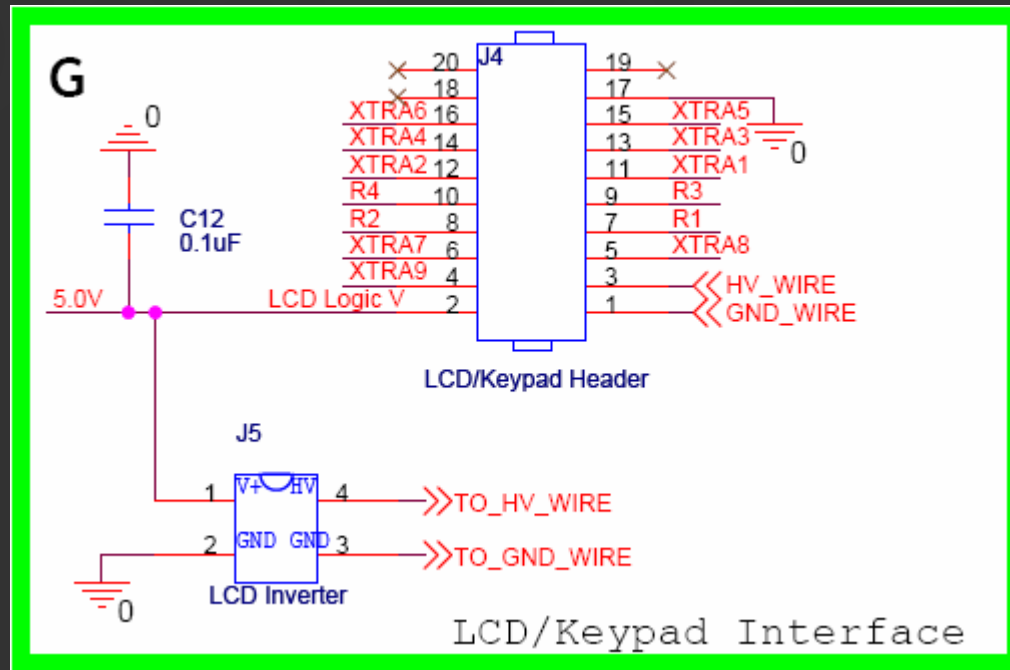 G
J4
20 19
18 17
XTRA6 16 15 XTRA5
0
XTRA4 14 13 XTRA3
0
XTRA2 12 11 XTRA1
R4 10 9 R3
C12
R2 8 7 R1
0.1uF
XTRA7 6 5 XTRA8
XTRA9 4 3 HV_WIRE
5.0V LCD Logic V 2 1 GND_WIRE
LCD/Keypad Header
J5
1 V+ HV 4 TO_HV_WIRE
2 GND GND 3 TO_GND_WIRE
LCD Inverter
0
LCD/Keypad Interface